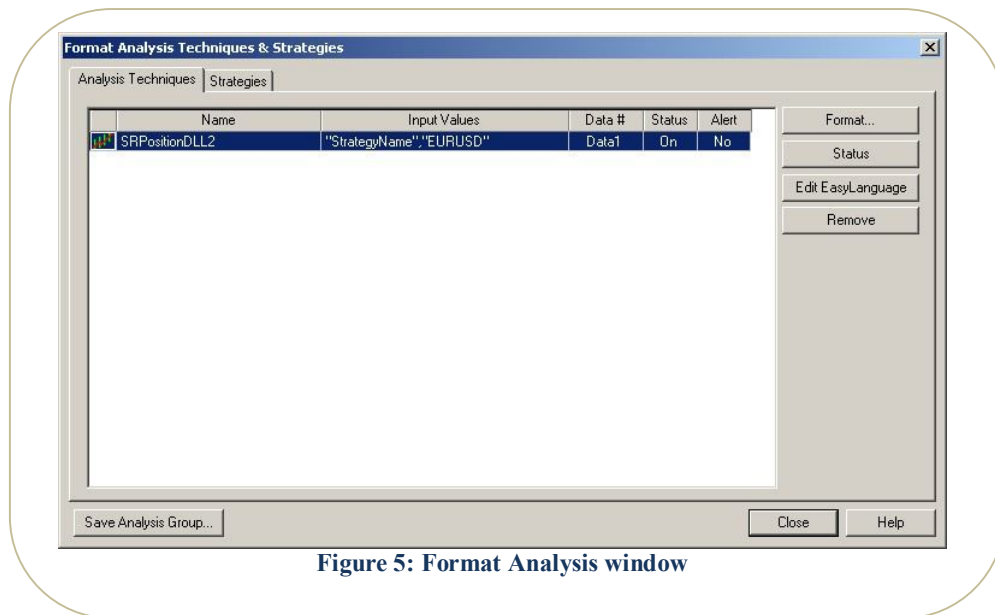 Format Analysis Techniques & Strategies
Analysis Techniques Strategies
Name Input Values Data # Status Alert
SRPositionDLL2 "StrategyName","EURUSD" Data1 On No
Format...
Status
Edit EasyLanguage
Remove
Save Analysis Group... Close Help
Figure 5: Format Analysis window